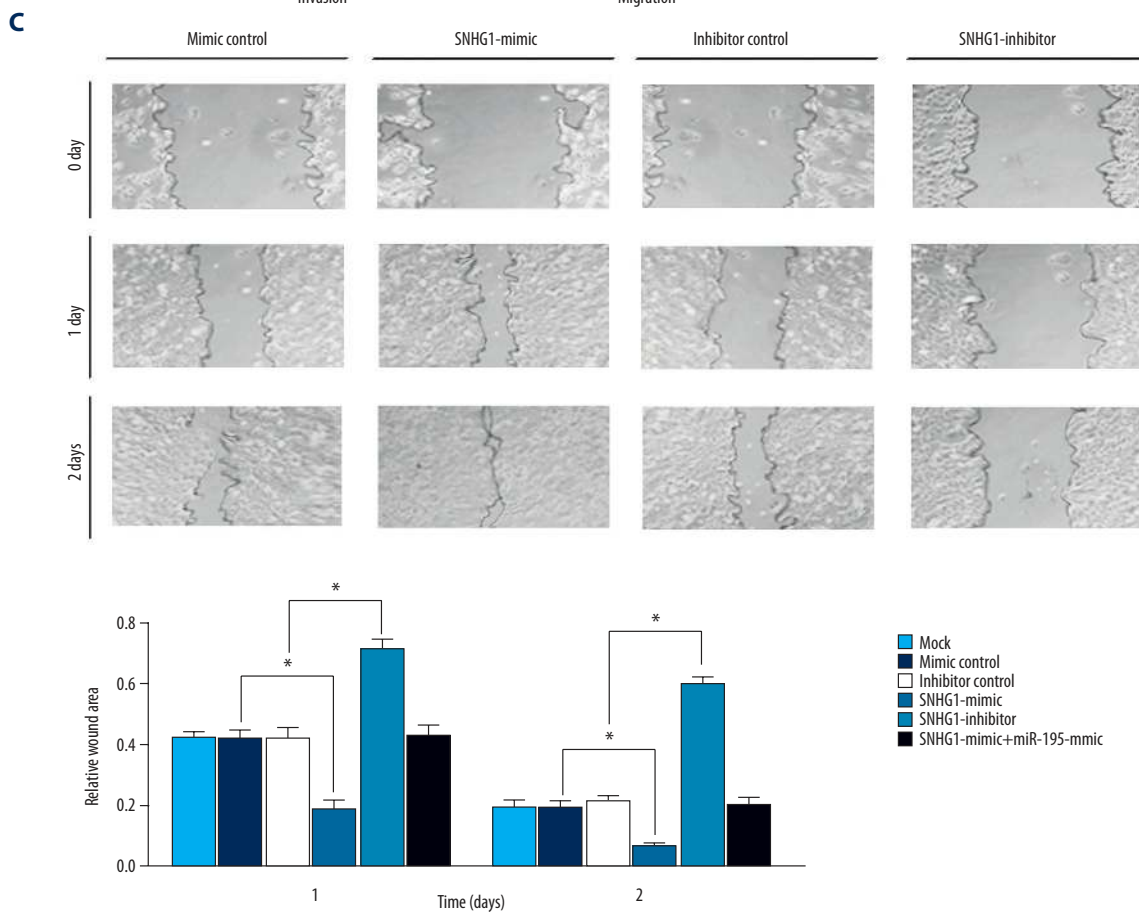 Invasion Migration
C
Mimic control SNHG1-mimic Inhibitor control SNHG1-inhibitor
0 day
1 day
2 days
* *
* *
0.8
0.6
0.4
0.2
0.0
Relative wound area
1 2
Time (days)
Mock
Mimic control
Inhibitor control
SNHG1-mimic
SNHG1-inhibitor
SNHG1-mimic+miR-195-mmic